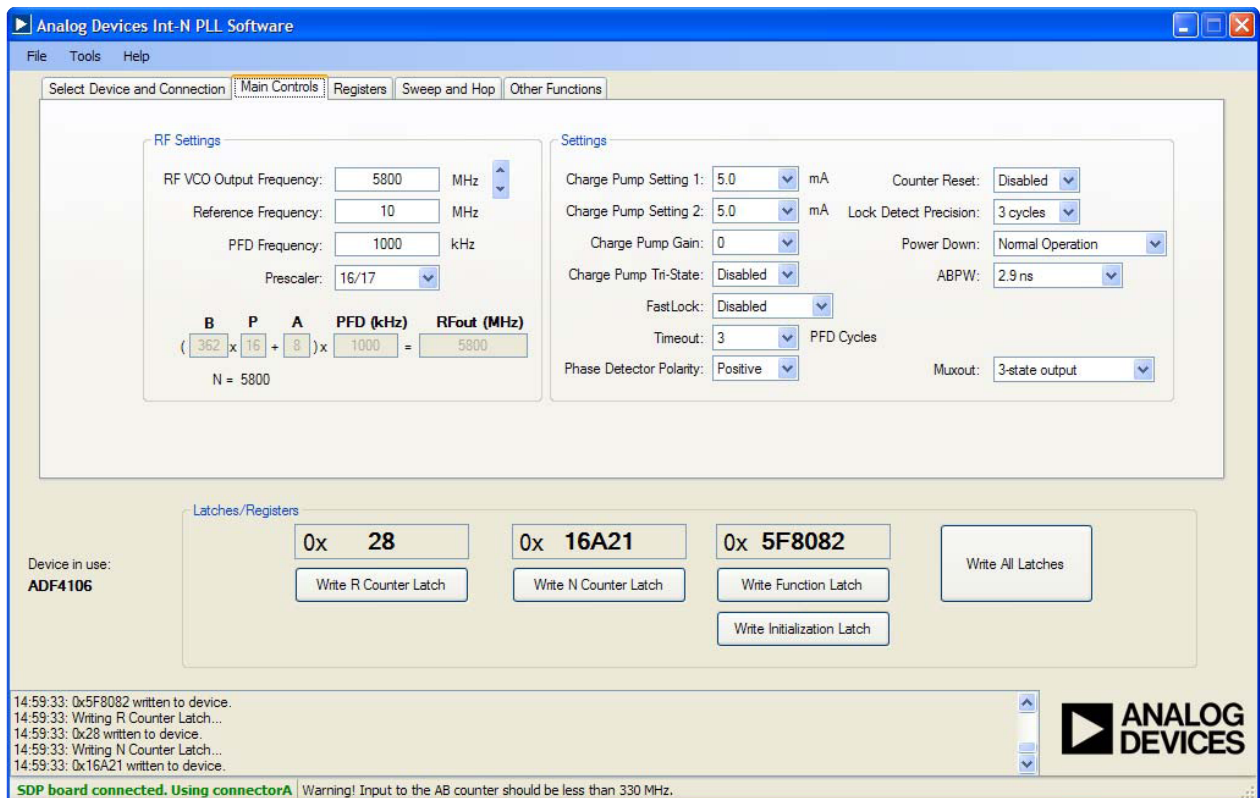 Analog Devices Int-N PLL Software
File Tools Help
Select Device and Connection Main Controls Registers Sweep and Hop Other Functions
RF Settings
RF VCO Output Frequency: 5800 MHz
Reference Frequency: 10 MHz
PFD Frequency: 1000 kHz
Prescaler: 16/17
B P A PFD (kHz) RFout (MHz)
( 362 x 16 + 8 ) x 1000 = 5800
N = 5800
Settings
Charge Pump Setting 1: 5.0 mA
Charge Pump Setting 2: 5.0 mA
Charge Pump Gain: 0
Charge Pump Tri-State: Disabled
FastLock: Disabled
Timeout: 3 PFD Cycles
Phase Detector Polarity: Positive
Counter Reset: Disabled
Lock Detect Precision: 3 cycles
Power Down: Normal Operation
ABPW: 2.9 ns
Muxout: 3-state output
Latches/Registers
0x 28 0x 16A21 0x 5F8082
Write R Counter Latch Write N Counter Latch Write Function Latch Write All Latches
Write Initialization Latch
Device in use:
ADF4106
14:59:33: 0x5F8082 written to device.
14:59:33: Writing R Counter Latch...
14:59:33: 0x28 written to device.
14:59:33: Writing N Counter Latch...
14:59:33: 0x16A21 written to device.
ANALOG
DEVICES
SDP board connected. Using connectorA Warning! Input to the AB counter should be less than 330 MHz.